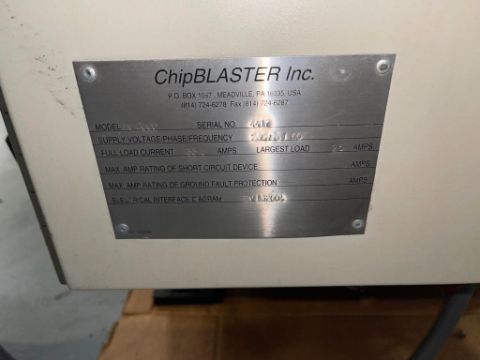 ChipBLASTER Inc.
P.O. BOX 1057, MEADVILLE, PA 16335, USA
(814) 724-6278 Fax (814) 724-6287
MODEL SERIAL NO.
SUPPLY VOLTAGE/PHASE/FREQUENCY
FULL LOAD CURRENT AMPS. LARGEST LOAD AMPS.
MAX. AMP RATING OF SHORT CIRCUIT DEVICE AMPS.
MAX. AMP RATING OF GROUND FAULT PROTECTION AMPS.
ELECTRICAL INTERFACE DIAGRAM